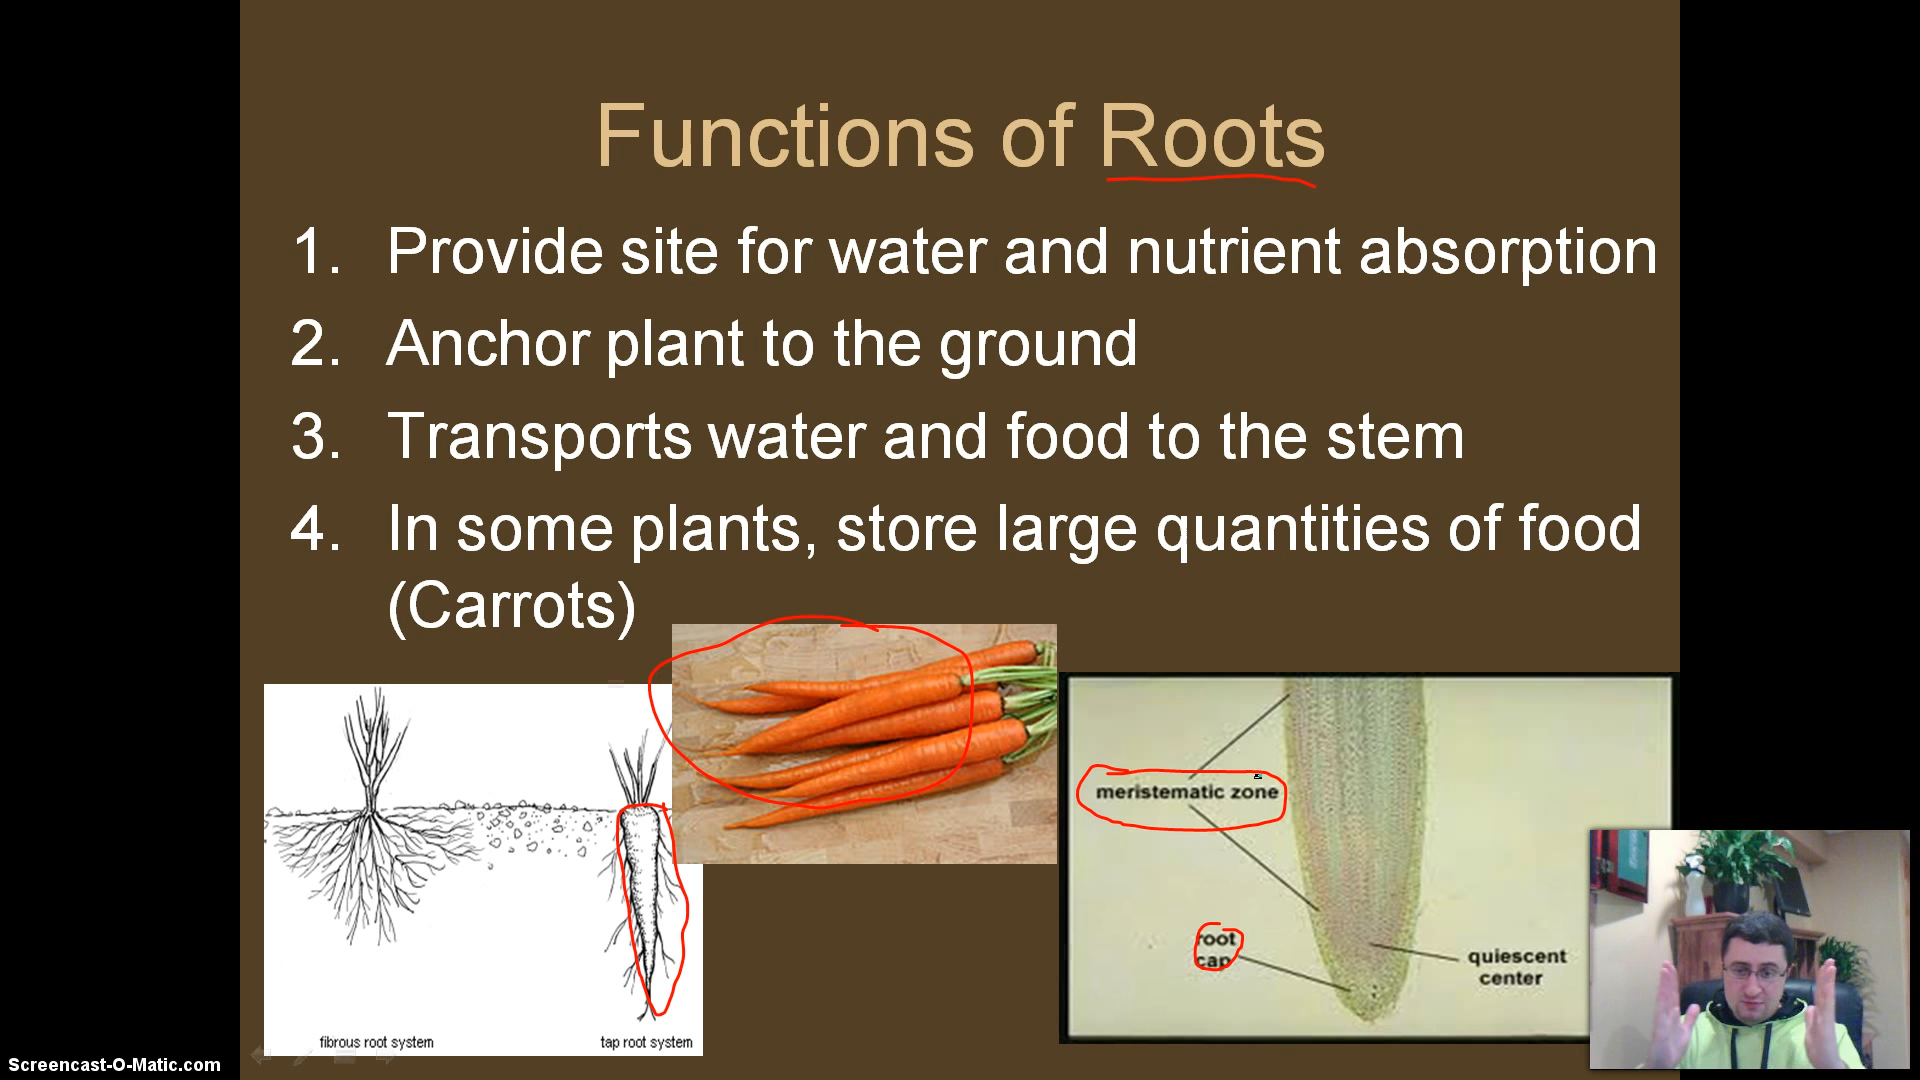 Functions of Roots
1. Provide site for water and nutrient absorption
2. Anchor plant to the ground
3. Transports water and food to the stem
4. In some plants, store large quantities of food
(Carrots)
fibrous root system
tap root system
meristematic zone
root
cap
quiescent
center
Screencast-O-Matic.com